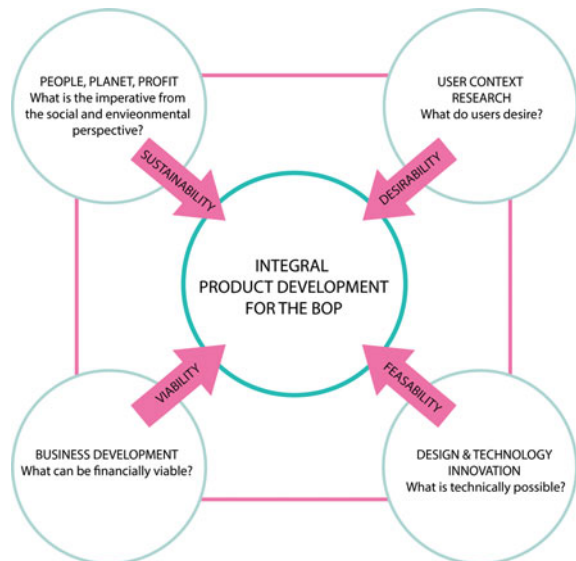 PEOPLE, PLANET, PROFIT
What is the imperative from
the social and envieonmental
perspective?
USER CONTEXT
RESEARCH
What do users desire?
SUSTAINABILITY
DESIRABILITY
INTEGRAL
PRODUCT DEVELOPMENT
FOR THE BOP
VIABILITY
FEASABILITY
BUSINESS DEVELOPMENT
What can be financially viable?
DESIGN & TECHNOLOGY
INNOVATION
What is technically possible?